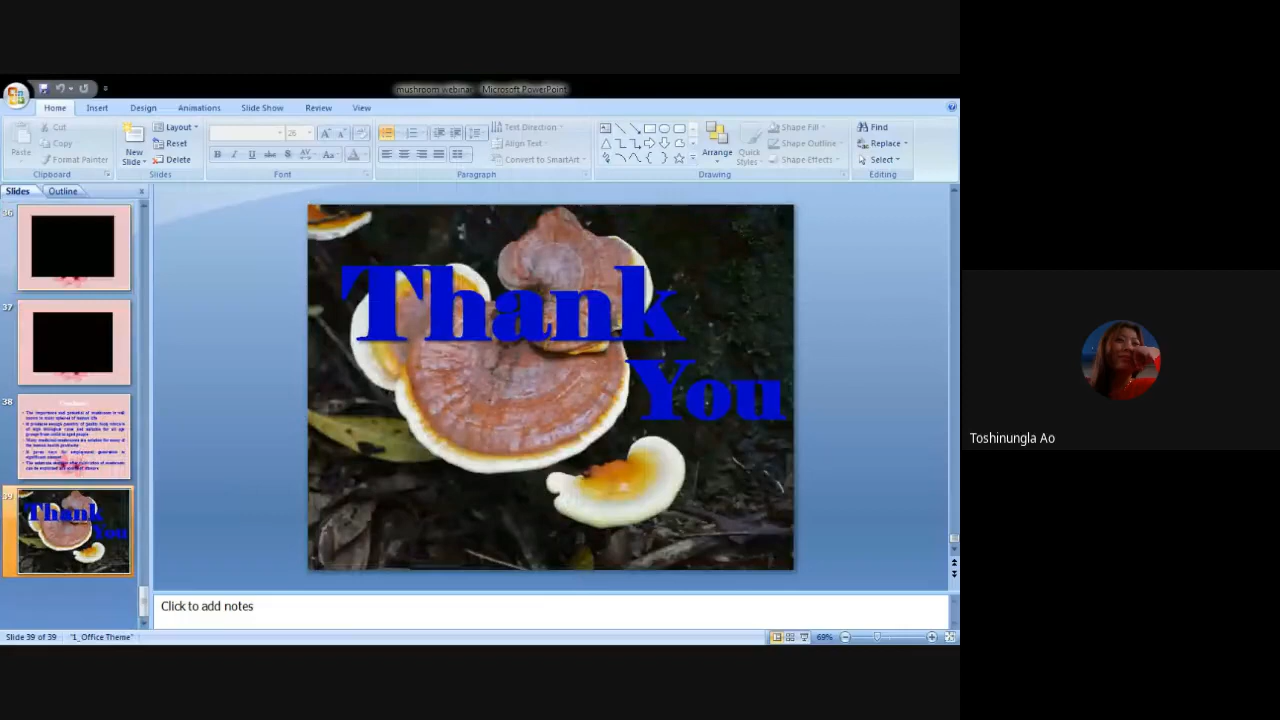 mushroom webinar - Microsoft PowerPoint
Home Insert Design Animations Slide Show Review View
Paste
Cut
Copy
Format Painter
Clipboard
New
Slide
Layout
Reset
Delete
Slides
Font
Text Direction
Align Text
Convert to SmartArt
Paragraph
Arrange
Quick
Styles
Shape Fill
Shape Outline
Shape Effects
Drawing
Find
Replace
Select
Editing
Slides Outline
36
37
38
39
Thank
You
Thank
You
Toshinungla Ao
Click to add notes
Slide 39 of 39 "1_Office Theme" 69%